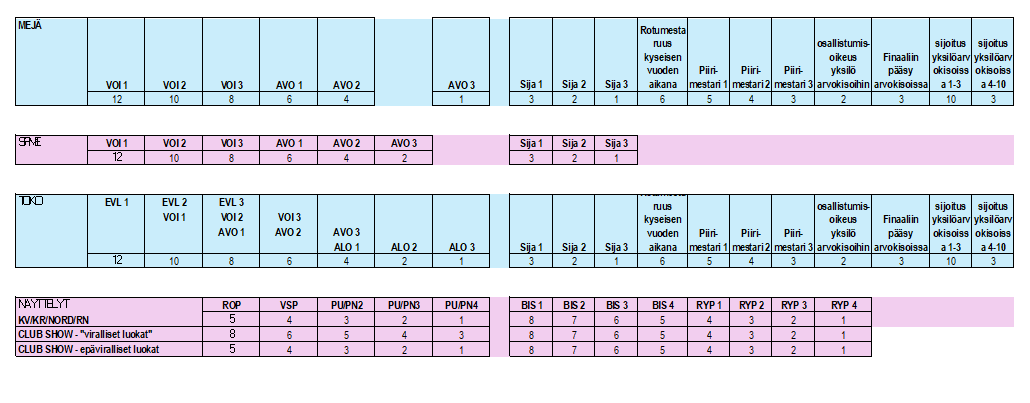 MEJÄ
VOI 1 VOI 2 VOI 3 AVO 1 AVO 2 AVO 3 Sija 1 Sija 2 Sija 3 Rotumesta ruus kyseisen vuoden aikana Piiri- mestari 1 Piiri- mestari 2 Piiri- mestari 3 osallistumis- oikeus yksilö arvokisoihin Finaaliin pääsy arvokisoissa sijoitus yksilöarv okisoiss a 1-3 sijoitus yksilöarv okisoiss a 4-10
12 10 8 6 4 1 3 2 1 6 5 4 3 2 3 10 3
SPME VOI 1 VOI 2 VOI 3 AVO 1 AVO 2 AVO 3 Sija 1 Sija 2 Sija 3
12 10 8 6 4 2 3 2 1
TOKO
EVL 1 EVL 2 VOI 1 EVL 3 VOI 2 AVO 1 VOI 3 AVO 2 AVO 3 ALO 1 ALO 2 ALO 3 Sija 1 Sija 2 Sija 3 ruus kyseisen vuoden aikana Piiri- mestari 1 Piiri- mestari 2 Piiri- mestari 3 osallistumis- oikeus yksilö arvokisoihin Finaaliin pääsy arvokisoissa sijoitus yksilöarv okisoiss a 1-3 sijoitus yksilöarv okisoiss a 4-10
12 10 8 6 4 2 1 3 2 1 6 5 4 3 2 3 10 3
NÄYTTELYT ROP VSP PU/PN2 PU/PN3 PU/PN4 BIS 1 BIS 2 BIS 3 BIS 4 RYP 1 RYP 2 RYP 3 RYP 4
KV/KR/NORD/RN 5 4 3 2 1 8 7 6 5 4 3 2 1
CLUB SHOW - "viralliset luokat" 8 6 5 4 3 8 7 6 5 4 3 2 1
CLUB SHOW - epäviralliset luokat 5 4 3 2 1 8 7 6 5 4 3 2 1